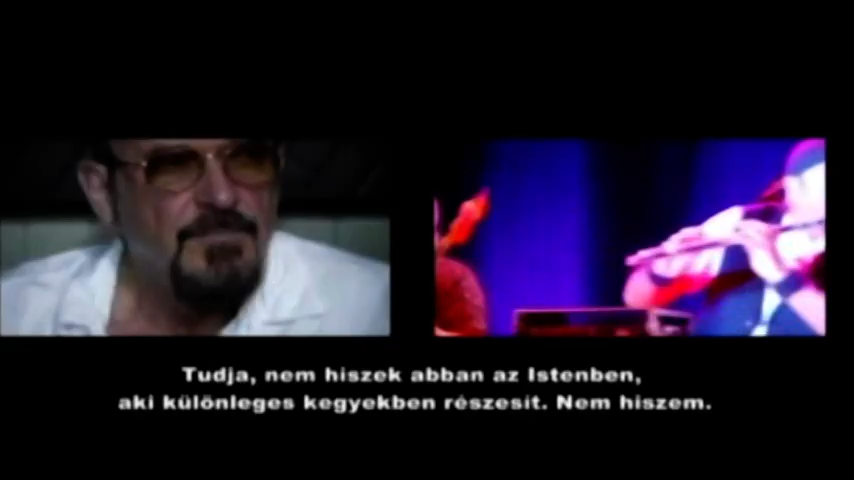 Tudja, nem hiszek abban az Istenben,
aki különleges kegyekben részesít. Nem hiszem.